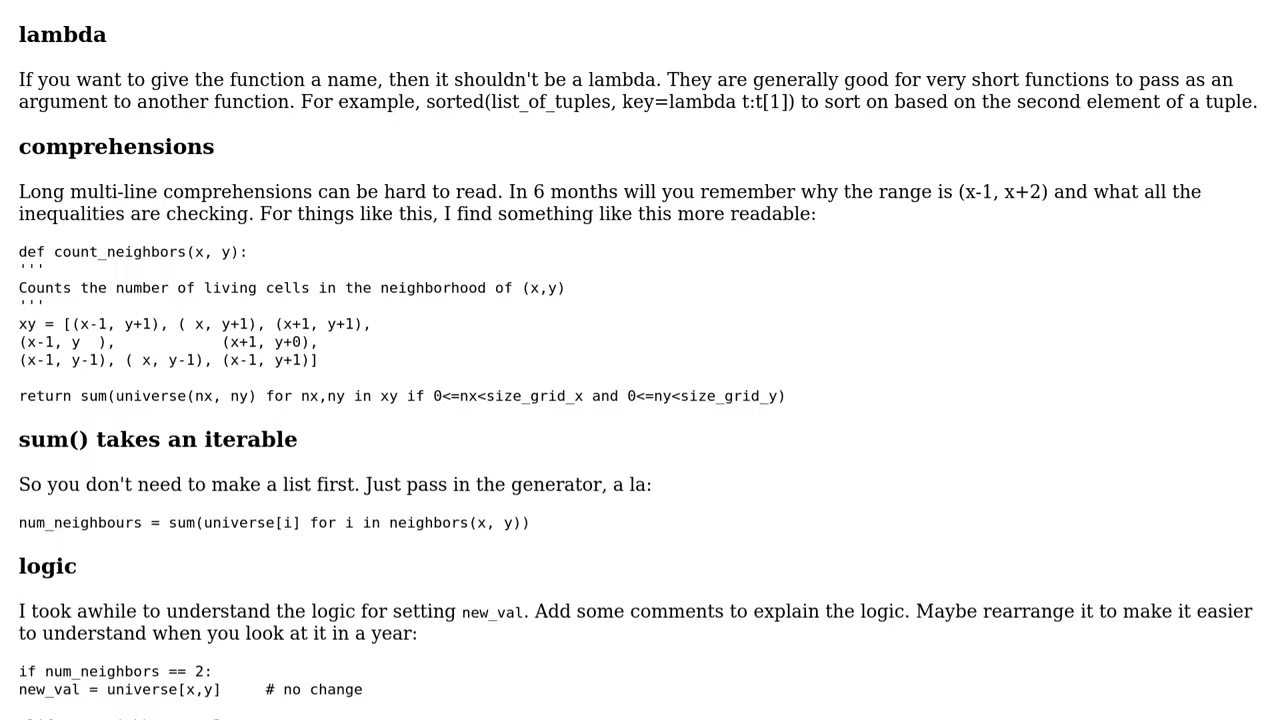 lambda
If you want to give the function a name, then it shouldn't be a lambda. They are generally good for very short functions to pass as an
argument to another function. For example, sorted(list_of_tuples, key=lambda t:t[1]) to sort on based on the second element of a tuple.
comprehensions
Long multi-line comprehensions can be hard to read. In 6 months will you remember why the range is (x-1, x+2) and what all the
inequalities are checking. For things like this, I find something like this more readable:
def count_neighbors(x, y):
'''
Counts the number of living cells in the neighborhood of (x,y)
'''
xy = [(x-1, y+1), ( x, y+1), (x+1, y+1),
(x-1, y  ),            (x+1, y+0),
(x-1, y-1), ( x, y-1), (x-1, y+1)]
return sum(universe(nx, ny) for nx,ny in xy if 0<=nx<size_grid_x and 0<=ny<size_grid_y)
sum() takes an iterable
So you don't need to make a list first. Just pass in the generator, a la:
num_neighbours = sum(universe[i] for i in neighbors(x, y))
logic
I took awhile to understand the logic for setting new_val. Add some comments to explain the logic. Maybe rearrange it to make it easier
to understand when you look at it in a year:
if num_neighbors == 2:
new_val = universe[x,y]     # no change